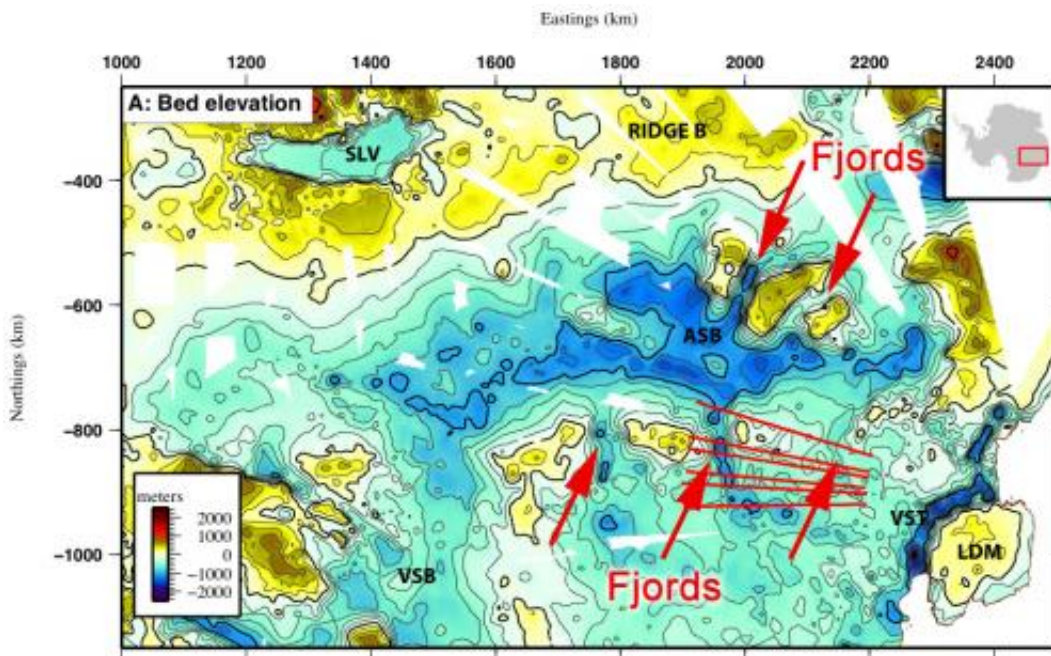 Eastings (km)
1000 1200 1400 1600 1800 2000 2200 2400
A: Bed elevation
RIDGE B
SLV
Fjords
−400
−600
ASB
Northings (km)
−800
meters
2000
1000
0
−1000
−2000
VST
−1000
VSB
LDM
Fjords